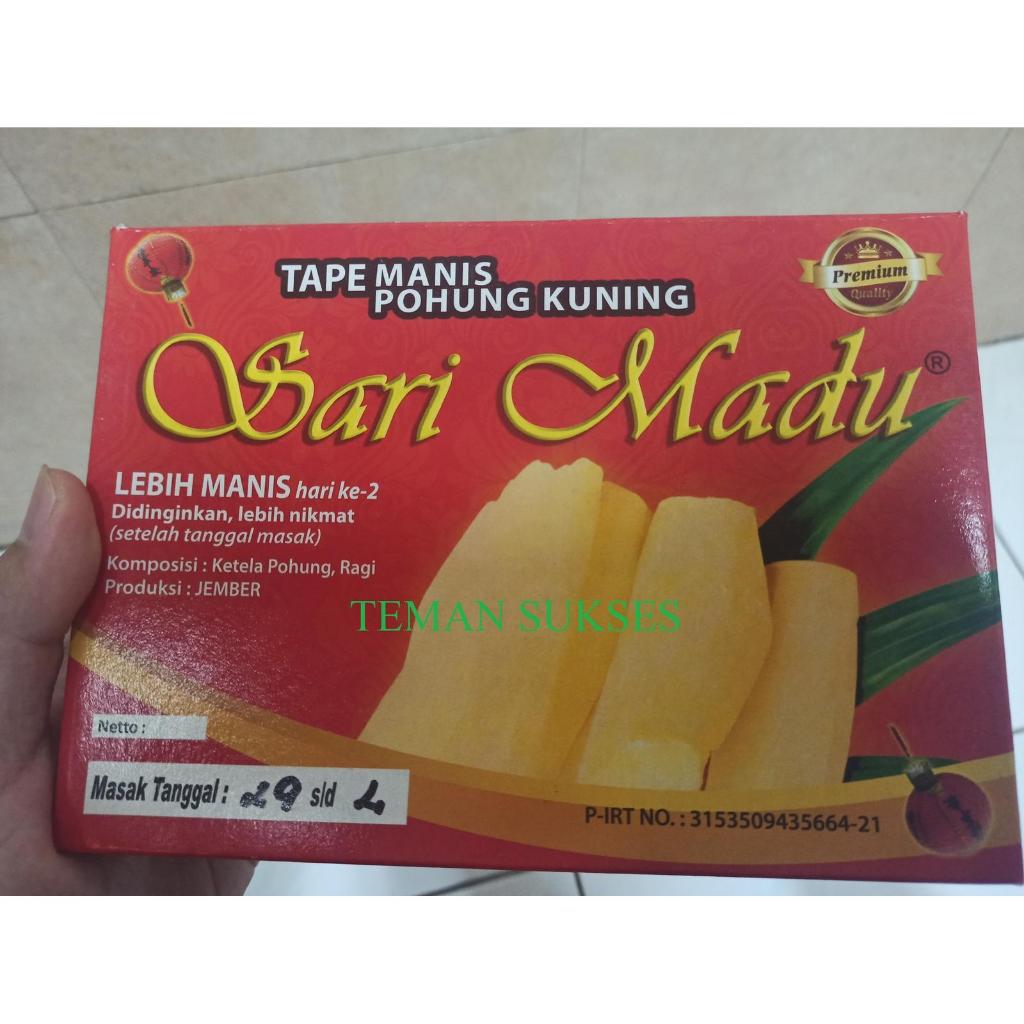 TAPE MANIS
POHUNG KUNING
Premium
Quality
Sari Madu®
LEBIH MANIS hari ke-2
Didinginkan, lebih nikmat
(setelah tanggal masak)
Komposisi : Ketela Pohung, Ragi
Produksi : JEMBER
TEMAN SUKSES
Netto :
Masak Tanggal : 29 s/d 2
P-IRT NO. : 3153509435664-21